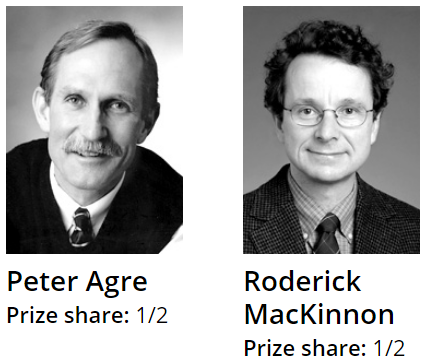 Peter Agre
Prize share: 1/2
Roderick
MacKinnon
Prize share: 1/2